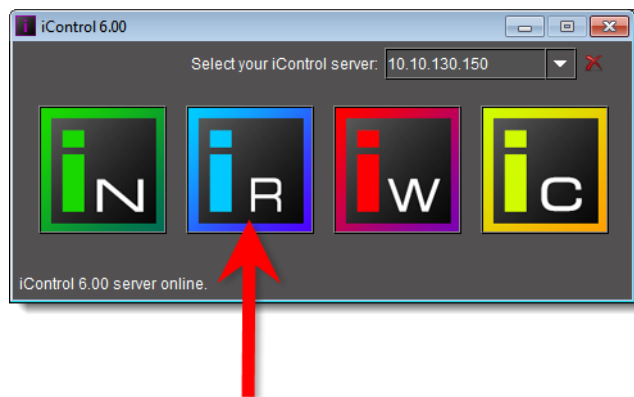 iControl 6.00
Select your iControl server: 10.10.130.150
iN iR iW iC
iControl 6.00 server online.